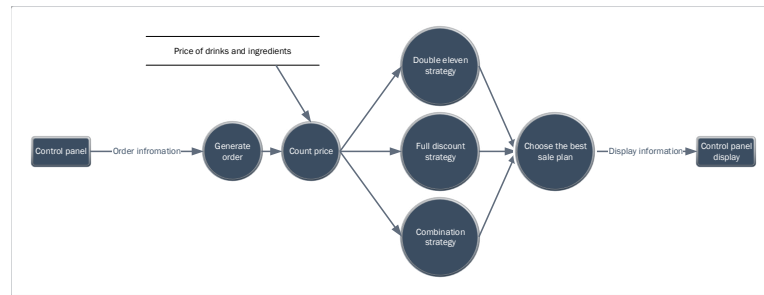 Price of drinks and ingredients
Double eleven
strategy
Control panel
Order infromation
Generate
order
Count price
Full discount
strategy
Choose the best
sale plan
Display information
Control panel
display
Combination
strategy